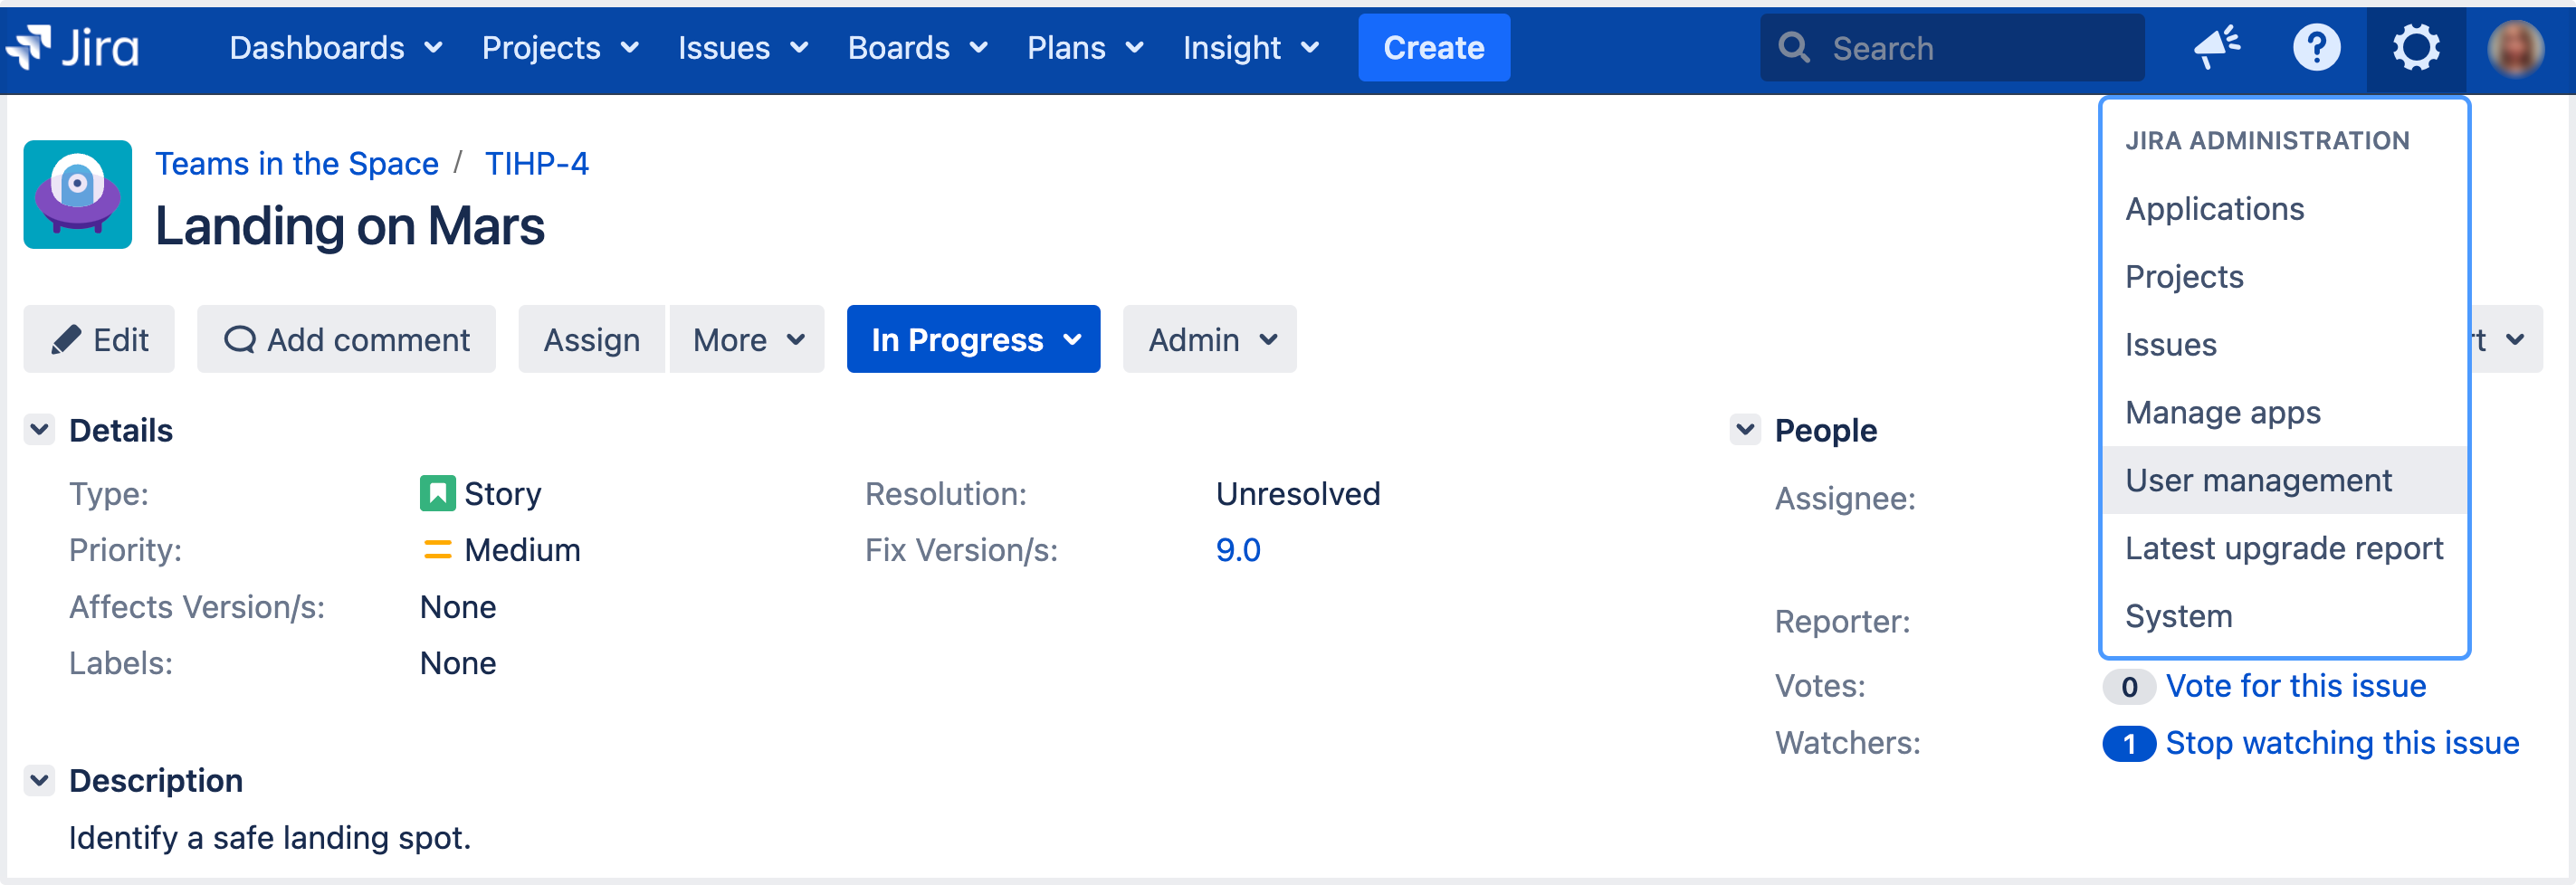 Jira Dashboards Projects Issues Boards Plans Insight Create Search ?
Teams in the Space / TIHP-4
Landing on Mars
Edit Add comment Assign More In Progress Admin
JIRA ADMINISTRATION
Applications
Projects
Issues
Manage apps
User management
Latest upgrade report
System
Details
Type: Story Resolution: Unresolved
Priority: Medium Fix Version/s: 9.0
Affects Version/s: None
Labels: None
People
Assignee:
Reporter:
Votes: 0 Vote for this issue
Watchers: 1 Stop watching this issue
Description
Identify a safe landing spot.